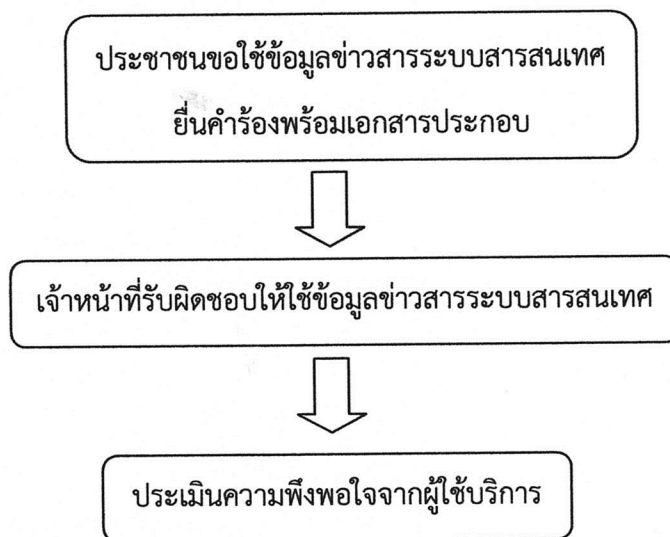 ประชาชนขอใช้ข้อมูลข่าวสารระบบสารสนเทศ
ยื่นคำร้องพร้อมเอกสารประกอบ
เจ้าหน้าที่รับผิดชอบให้ใช้ข้อมูลข่าวสารระบบสารสนเทศ
ประเมินความพึงพอใจจากผู้ใช้บริการ